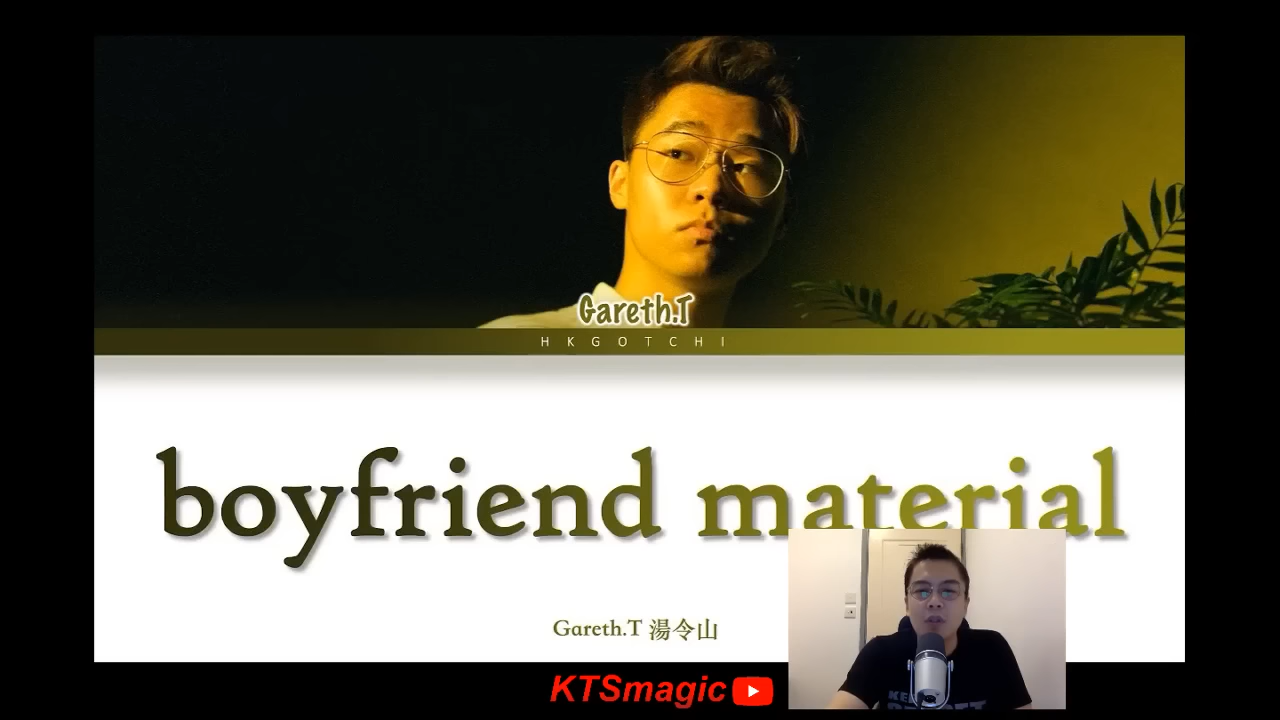 Gareth.T
HKGOTCHI
boyfriend material
Gareth.T 湯令山
KTSmagic